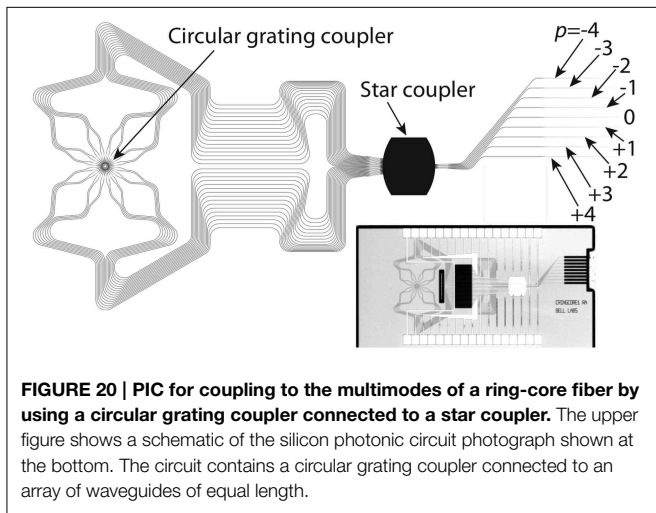 Circular grating coupler
Star coupler
p=-4
-3
-2
-1
0
+1
+2
+3
+4
BELL LABS
FIGURE 20 | PIC for coupling to the multimodes of a ring-core fiber by
using a circular grating coupler connected to a star coupler. The upper
figure shows a schematic of the silicon photonic circuit photograph shown at
the bottom. The circuit contains a circular grating coupler connected to an
array of waveguides of equal length.